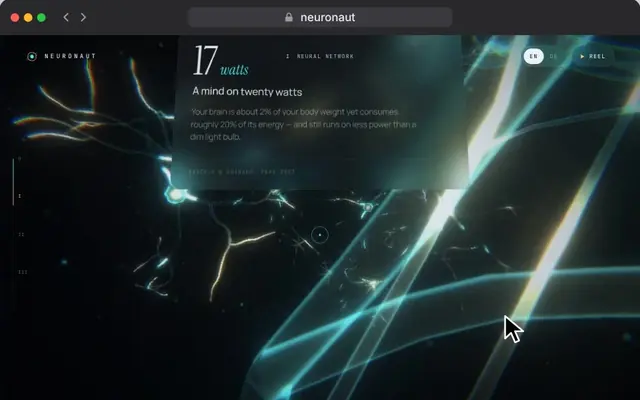 neuronaut
NEURONAUT
I NEURAL NETWORK
EN DE
REEL
17 watts
A mind on twenty watts
Your brain is about 2% of your body weight yet consumes
roughly 20% of its energy — and still runs on less power than a
dim light bulb.
I
II
III